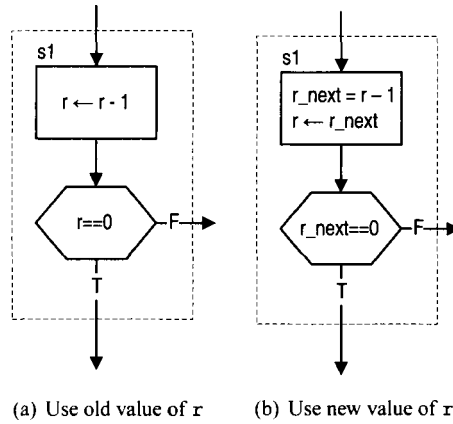 s1
r ← r - 1
r==0
F
T
(a) Use old value of r
s1
r_next = r – 1
r ← r_next
r_next==0
F
T
(b) Use new value of r